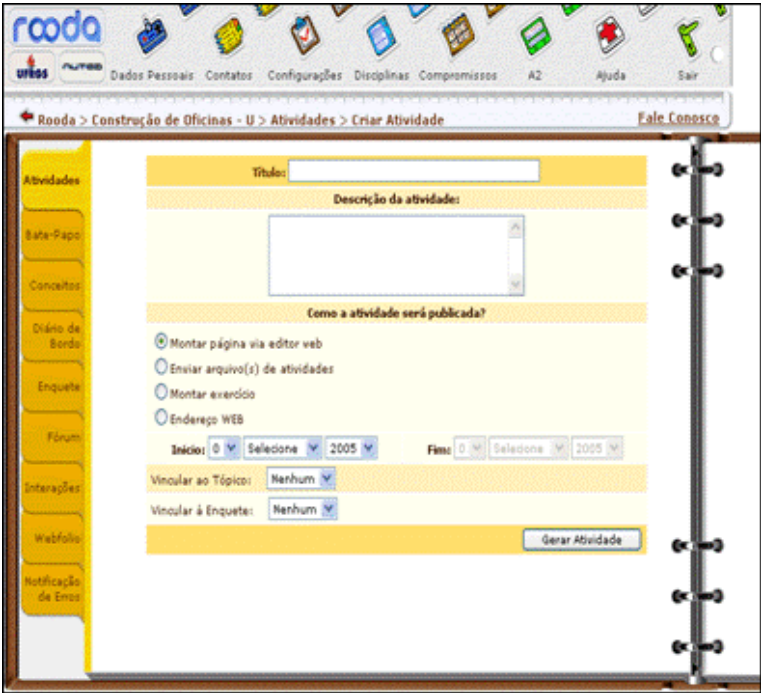 rooda
UFRGS NUTED
Dados Pessoais Contatos Configurações Disciplinas Compromissos A2 Ajuda Sair
Rooda > Construção de Oficinas - U > Atividades > Criar Atividade Fale Conosco
Atividades
Bate-Papo
Conceitos
Diário de
Bordo
Enquete
Fórum
Interações
Webfolio
Notificação
de Erros
Título:
Descrição da atividade:
Como a atividade será publicada?
Montar página via editor web
Enviar arquivo(s) de atividades
Montar exercício
Endereço WEB
Início: 0 Selecione 2005 Fim: 0 Selecione 2005
Vincular ao Tópico: Nenhum
Vincular à Enquete: Nenhum
Gerar Atividade